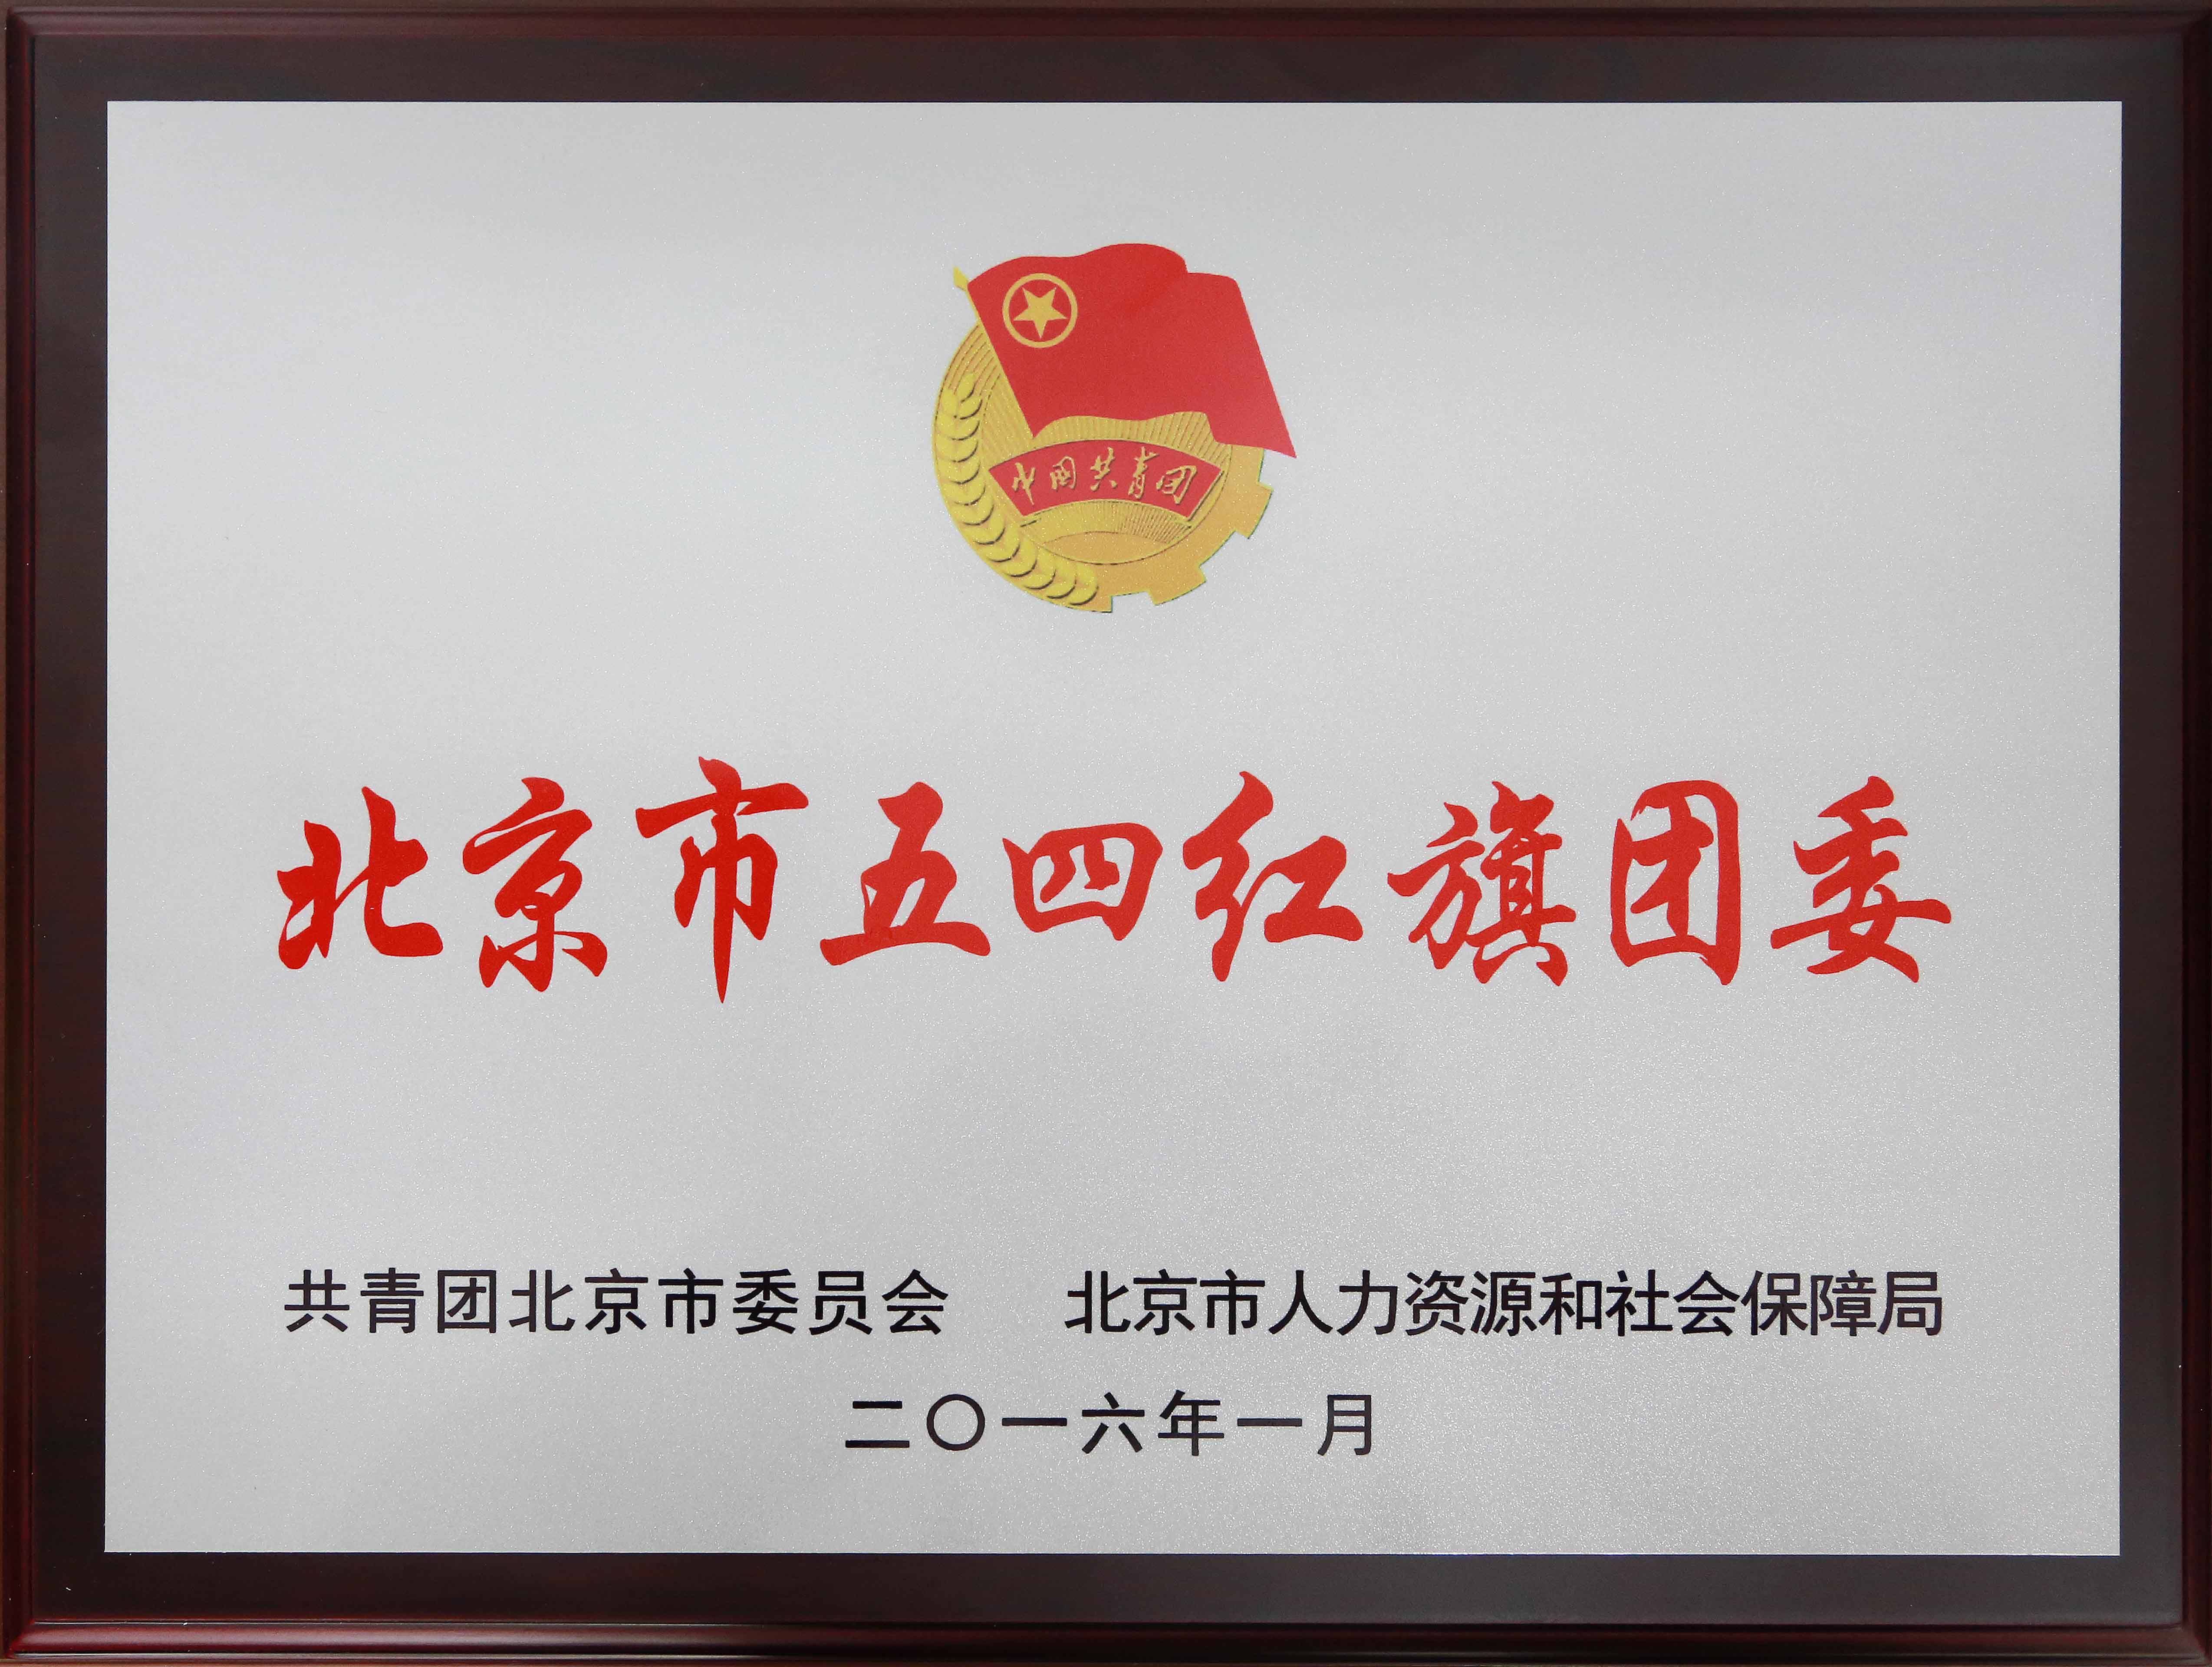 中国共青团
北京市五四红旗团委
共青团北京市委员会 北京市人力资源和社会保障局
二〇一六年一月